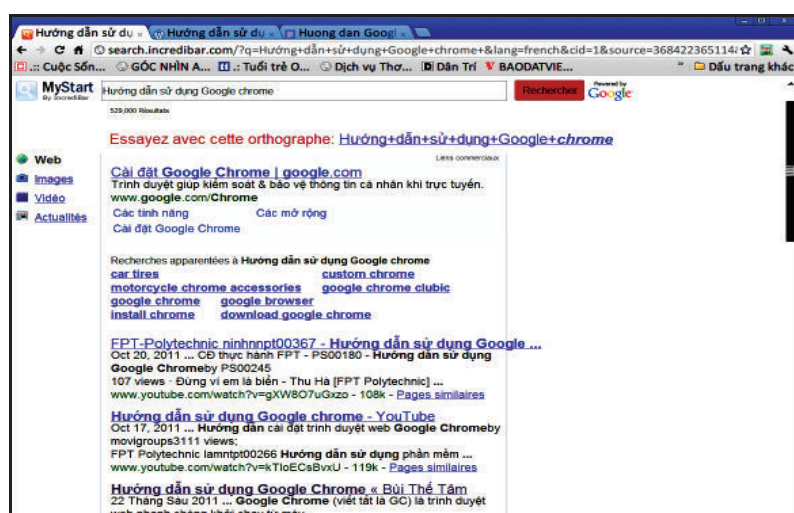 Hướng dẫn sử dụ × Hướng dẫn sử dụ × Huong dan Googl ×
search.incredibar.com/?q=Hướng+dẫn+sử+dụng+Google+chrome+&lang=french&cid=1&source=368422365114
.:: Cuộc Sốn... GÓC NHÌN A... .: Tuổi trẻ O... Dịch vụ Thơ... Dân Trí BAODATVIE... » Dấu trang khác
MyStart Hướng dẫn sử dụng Google chrome Rechercher Powered by Google
By IncrediBar
529,000 Résultats
Essayez avec cette orthographe: Hướng+dẫn+sử+dụng+Google+chrome
Liens commerciaux
Web
Images
Vidéo
Actualités
Cài đặt Google Chrome | google.com
Trình duyệt giúp kiểm soát & bảo vệ thông tin cá nhân khi trực tuyến.
www.google.com/Chrome
Các tính năng Các mở rộng
Cài đặt Google Chrome
Recherches apparentées à Hướng dẫn sử dụng Google chrome
car tires custom chrome
motorcycle chrome accessories google chrome clubic
google chrome google browser
install chrome download google chrome
FPT-Polytechnic ninhnnpt00367 - Hướng dẫn sử dụng Google ...
Oct 20, 2011 ... CĐ thực hành FPT - PS00180 - Hướng dẫn sử dụng
Google Chromeby PS00245
107 views · Đừng ví em là biển - Thu Hà [FPT Polytechnic] ...
www.youtube.com/watch?v=gXW8O7uGxzo - 108k - Pages similaires
Hướng dẫn sử dụng Google chrome - YouTube
Oct 17, 2011 ... Hướng dẫn cài đặt trình duyệt web Google Chromeby
movigroups3111 views;
FPT Polytechnic lamntpt00266 Hướng dẫn sử dụng phần mềm ...
www.youtube.com/watch?v=kTloECsBvxU - 119k - Pages similaires
Hướng dẫn sử dụng Google Chrome « Bùi Thế Tâm
22 Tháng Sáu 2011 ... Google Chrome (viết tắt là GC) là trình duyệt
web nhanh chóng khởi chạy từ máy